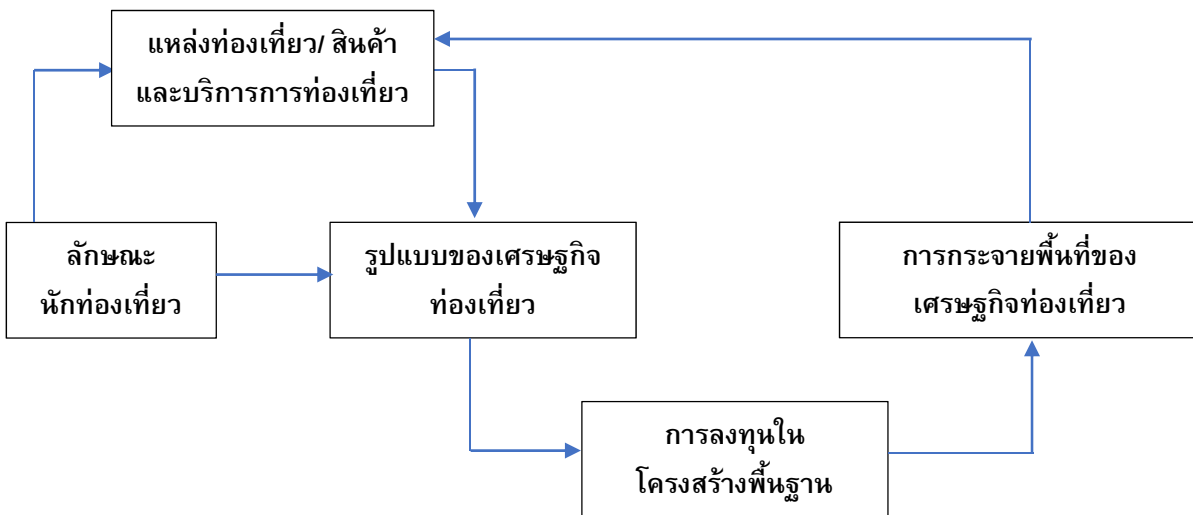 แหล่งท่องเที่ยว/ สินค้า
และบริการการท่องเที่ยว
ลักษณะ
นักท่องเที่ยว
รูปแบบของเศรษฐกิจ
ท่องเที่ยว
การกระจายพื้นที่ของ
เศรษฐกิจท่องเที่ยว
การลงทุนใน
โครงสร้างพื้นฐาน